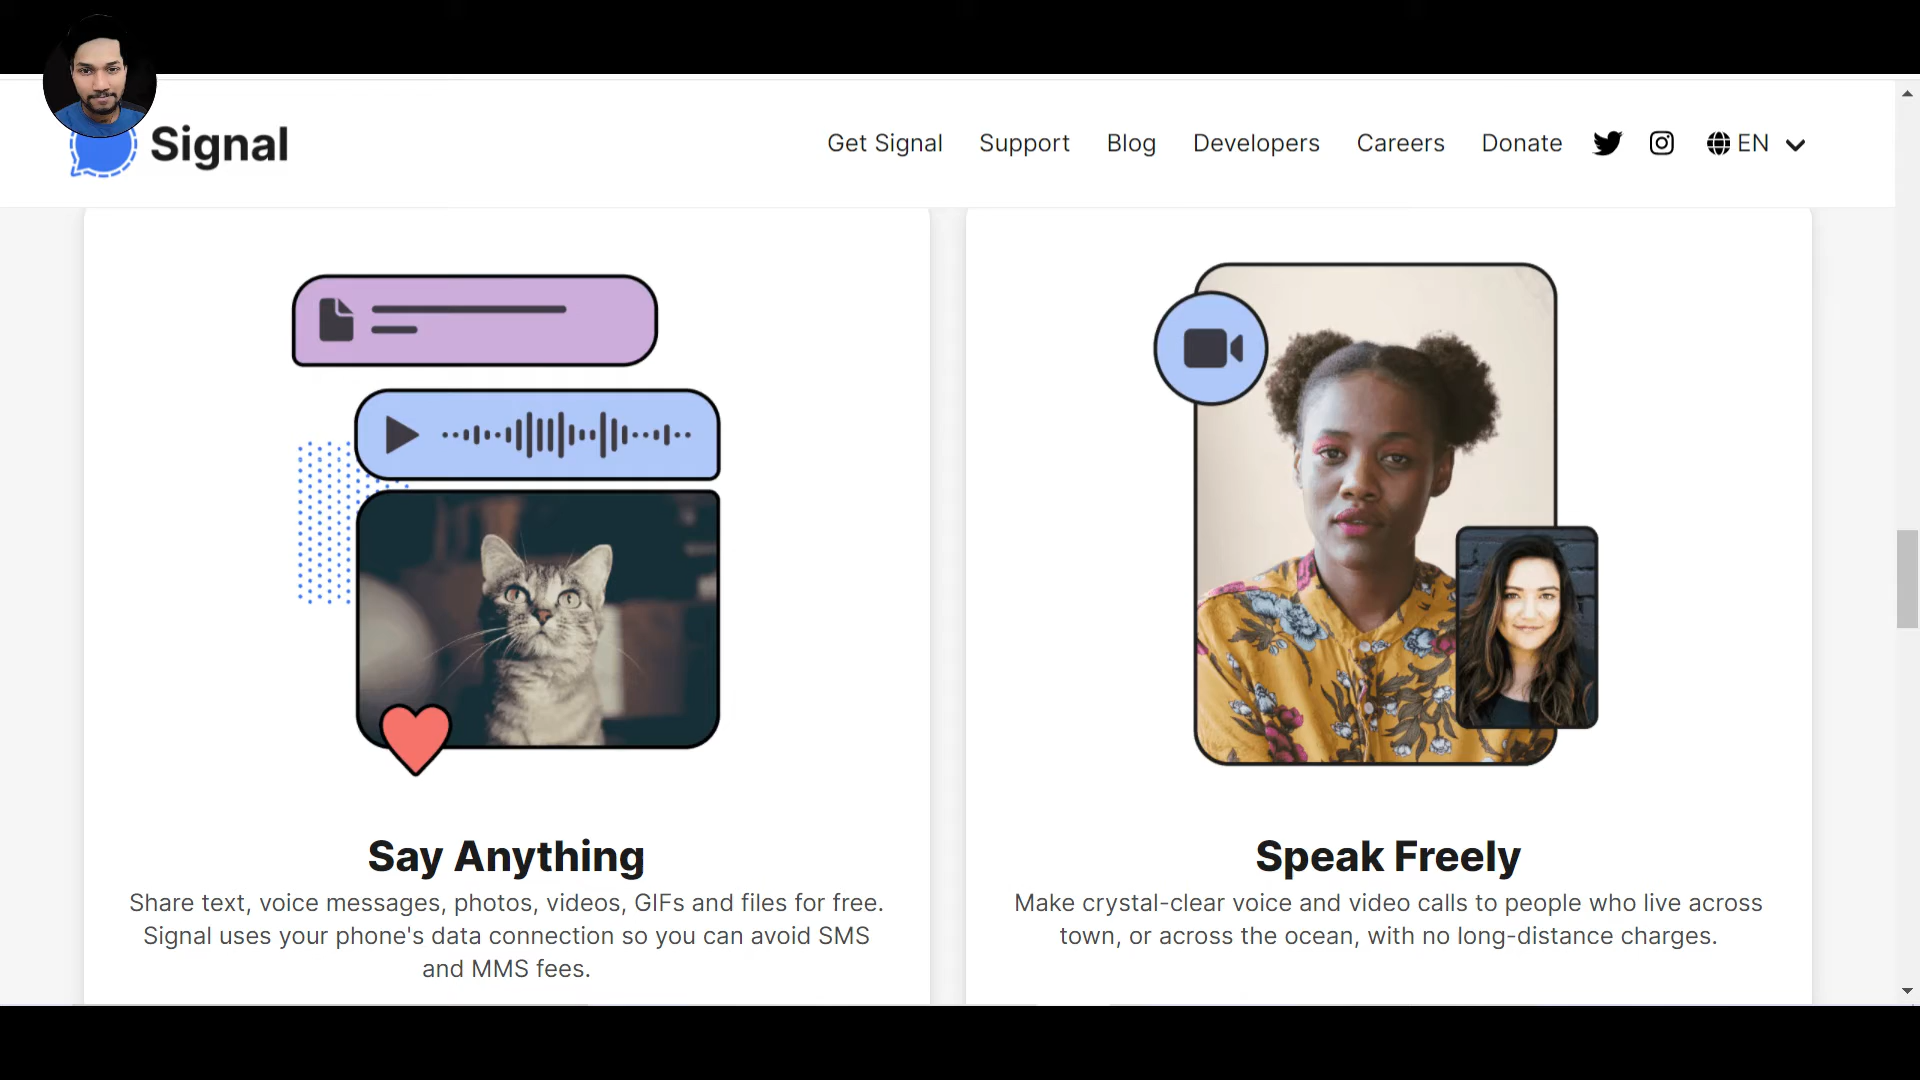 Signal
Get Signal Support Blog Developers Careers Donate EN
Say Anything
Share text, voice messages, photos, videos, GIFs and files for free.
Signal uses your phone's data connection so you can avoid SMS
and MMS fees.
Speak Freely
Make crystal-clear voice and video calls to people who live across
town, or across the ocean, with no long-distance charges.